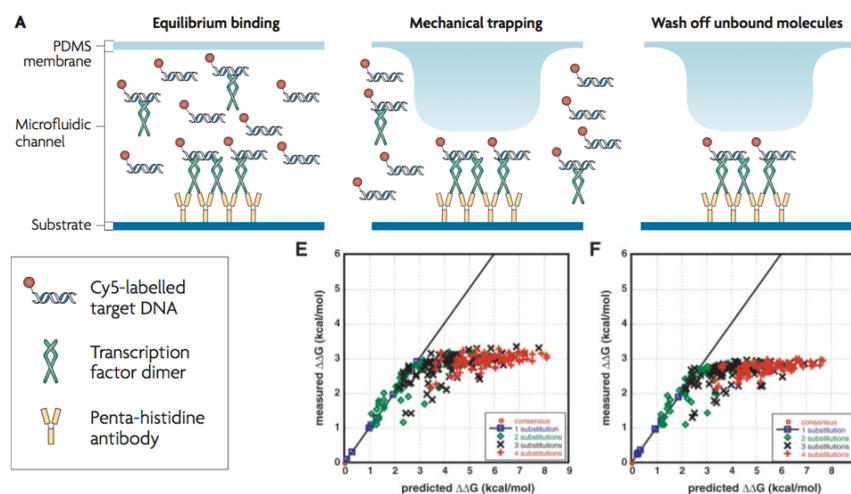 A
Equilibrium binding
Mechanical trapping
Wash off unbound molecules
PDMS
membrane
Microfluidic
channel
Substrate
Cy5-labelled
target DNA
Transcription
factor dimer
Penta-histidine
antibody
E
measured ΔΔG (kcal/mol)
6
5
4
3
2
1
0
0 1 2 3 4 5 6 7 8 9
predicted ΔΔG (kcal/mol)
consensus
1 substitution
2 substitutions
3 substitutions
4 substitutions
F
measured ΔΔG (kcal/mol)
6
5
4
3
2
1
0
0 1 2 3 4 5 6 7 8
predicted ΔΔG (kcal/mol)
consensus
1 substitution
2 substitutions
3 substitutions
4 substitutions